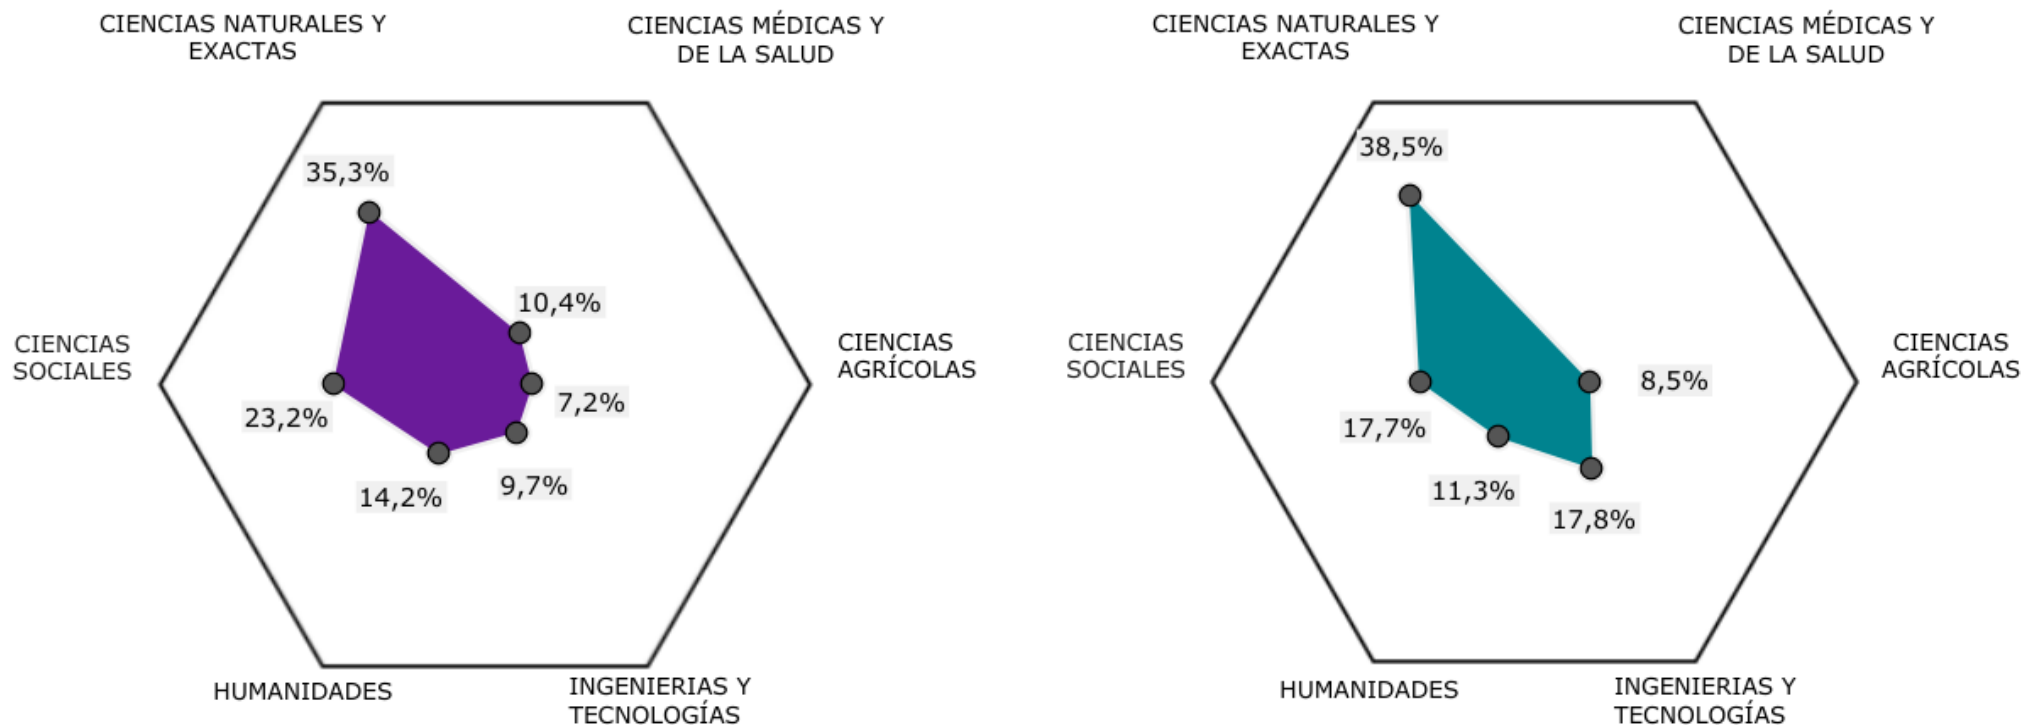 CIENCIAS NATURALES Y
EXACTAS
CIENCIAS MÉDICAS Y
DE LA SALUD
35,3%
10,4%
CIENCIAS
SOCIALES
CIENCIAS
AGRÍCOLAS
23,2%
7,2%
14,2%
9,7%
HUMANIDADES
INGENIERIAS Y
TECNOLOGÍAS
CIENCIAS NATURALES Y
EXACTAS
CIENCIAS MÉDICAS Y
DE LA SALUD
38,5%
CIENCIAS
SOCIALES
CIENCIAS
AGRÍCOLAS
8,5%
17,7%
11,3%
17,8%
HUMANIDADES
INGENIERIAS Y
TECNOLOGÍAS